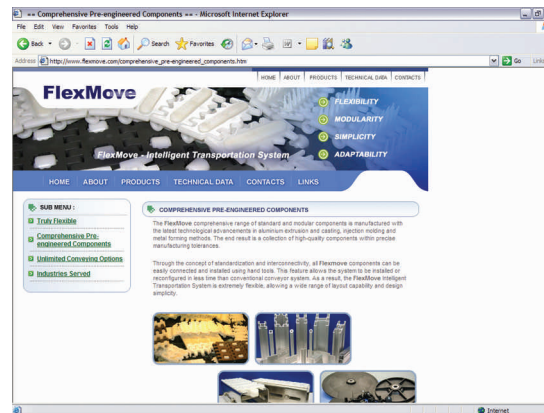 == Comprehensive Pre-engineered Components == - Microsoft Internet Explorer
File Edit View Favorites Tools Help
Back Search Favorites
Address http://www.flexmove.com/comprehensive_pre-engineered_components.htm Go Links
HOME ABOUT PRODUCTS TECHNICAL DATA CONTACTS
FlexMove
FLEXIBILITY
MODULARITY
SIMPLICITY
ADAPTABILITY
FlexMove - Intelligent Transportation System
HOME ABOUT PRODUCTS TECHNICAL DATA CONTACTS LINKS
SUB MENU :
Truly Flexible
Comprehensive Pre-
engineered Components
Unlimited Conveying Options
Industries Served
COMPREHENSIVE PRE-ENGINEERED COMPONENTS
The FlexMove comprehensive range of standard and modular components is manufactured with
the latest technological advancements in aluminium extrusion and casting, injection molding and
metal forming methods. The end result is a collection of high-quality components within precise
manufacturing tolerances.
Through the concept of standardization and interconnectivity, all Flexmove components can be
easily connected and installed using hand tools. This feature allows the system to be installed or
reconfigured in less time than conventional conveyor system. As a result, the FlexMove Intelligent
Transportation System is extremely flexible, allowing a wide range of layout capability and design
simplicity.
Internet